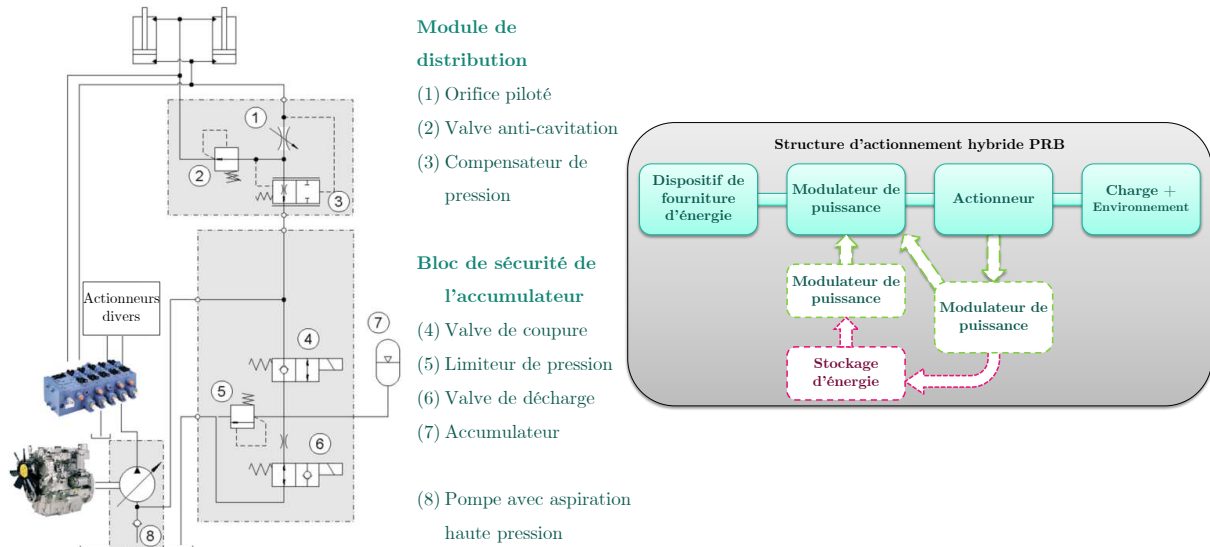 Module de
distribution
(1) Orifice piloté
(2) Valve anti-cavitation
(3) Compensateur de
pression
Bloc de sécurité de
l'accumulateur
(4) Valve de coupure
(5) Limiteur de pression
(6) Valve de décharge
(7) Accumulateur
(8) Pompe avec aspiration
haute pression
1
2
3
Actionneurs
divers
4
7
5
6
8
Structure d'actionnement hybride PRB
Dispositif de
fourniture
d'énergie
Modulateur de
puissance
Actionneur
Charge +
Environnement
Modulateur de
puissance
Modulateur de
puissance
Stockage
d'énergie